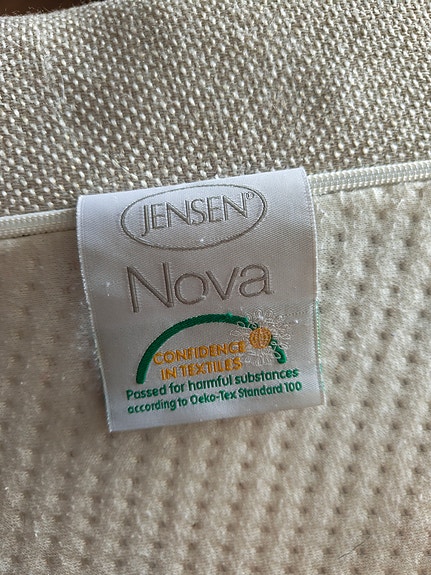 JENSEN
Nova
CONFIDENCE
IN TEXTILES
Passed for harmful substances
according to Oeko-Tex Standard 100